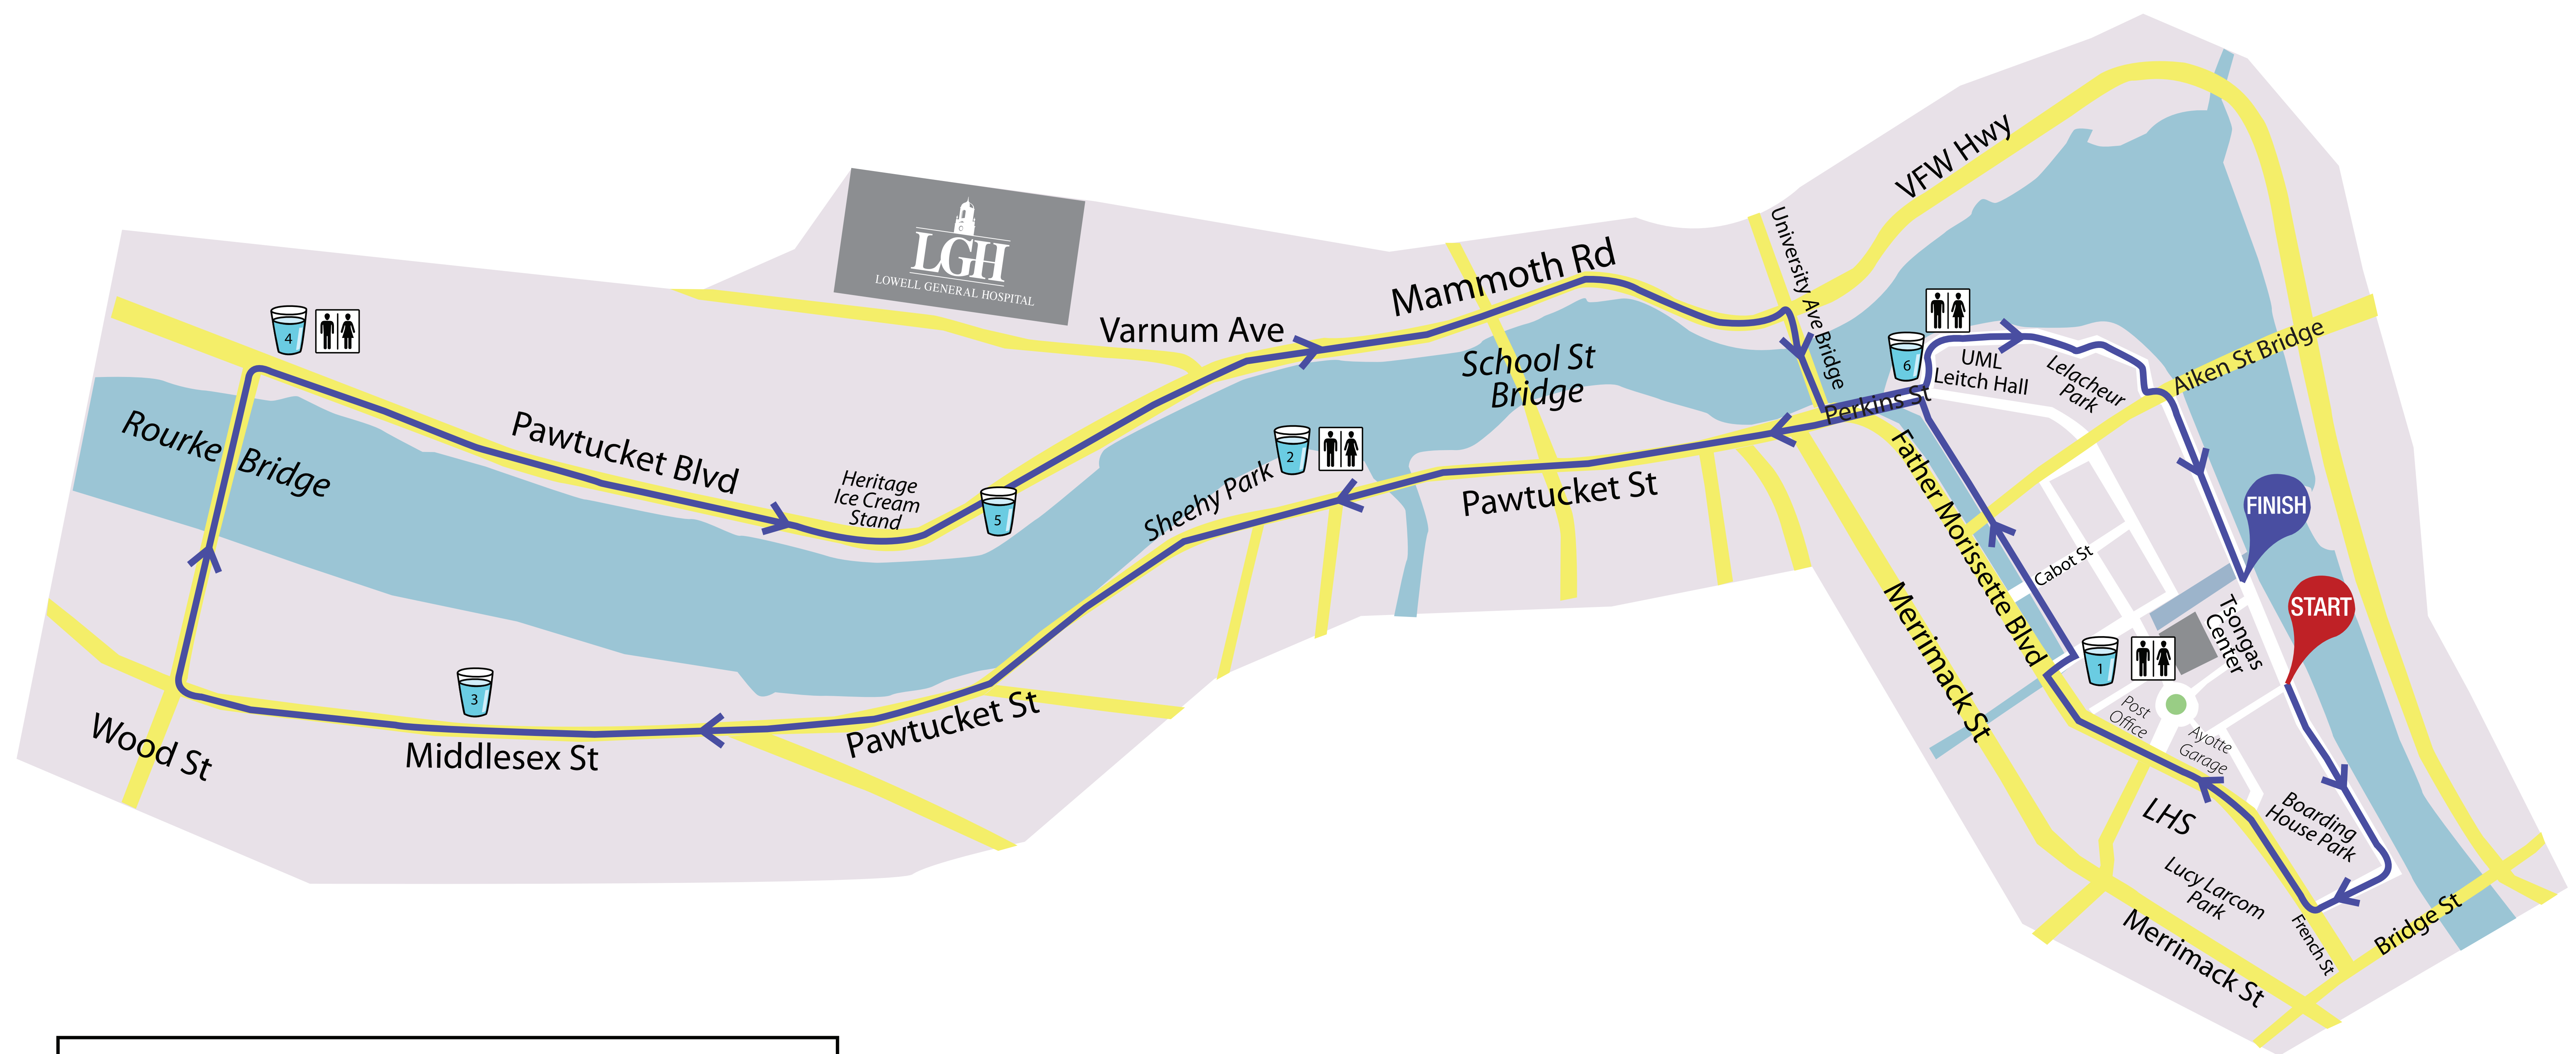 VFW Hwy
University Ave Bridge
LGH
LOWELL GENERAL HOSPITAL
Mammoth Rd
Varnum Ave
4
School St
Bridge
6
UML
Leitch Hall
Lelacheur
Park
Aiken St Bridge
Perkins St
Rourke Bridge
Pawtucket Blvd
Heritage
Ice Cream
Stand
5
Sheehy Park
2
Pawtucket St
Father Morissette Blvd
FINISH
Cabot St
START
Tsongas
Center
Merrimack St
1
3
Post
Office
Ayotte
Garage
Wood St
Middlesex St
Pawtucket St
LHS
Boarding
House Park
Lucy Larcom
Park
French St
Bridge St
Merrimack St